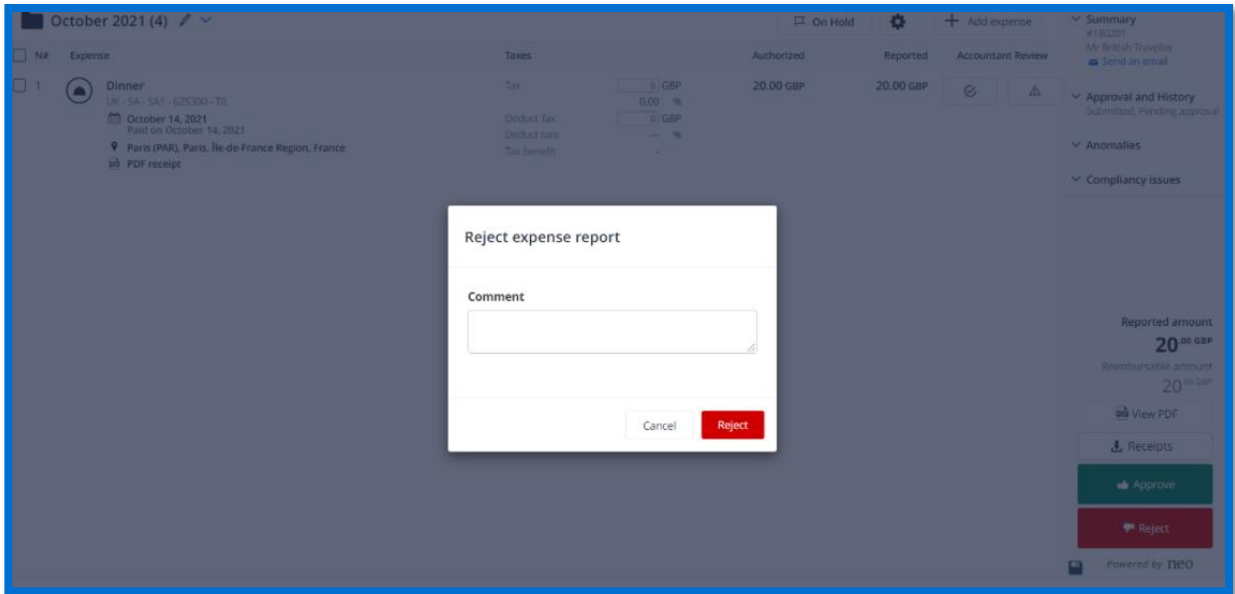 October 2021 (4)
On Hold
+ Add expense
N# Expense Taxes Authorized Reported Accountant Review
1 Dinner Tax 0 GBP 20.00 GBP 20.00 GBP
UK - SA - SA1 - 625300 - T0 0.00 %
October 14, 2021 Deduct Tax 0 GBP
Paid on October 14, 2021 Deduct rate --- %
Paris (PAR), Paris, Île-de-France Region, France Tax benefit -
PDF receipt
Summary
#180201
Mr British Traveller
Send an email
Approval and History
Submitted, Pending approval
Anomalies
Compliancy issues
Reject expense report
Comment
Cancel Reject
Reported amount
20 00 GBP
Reimbursable amount
20 00 GBP
View PDF
Receipts
Approve
Reject
Powered by neo